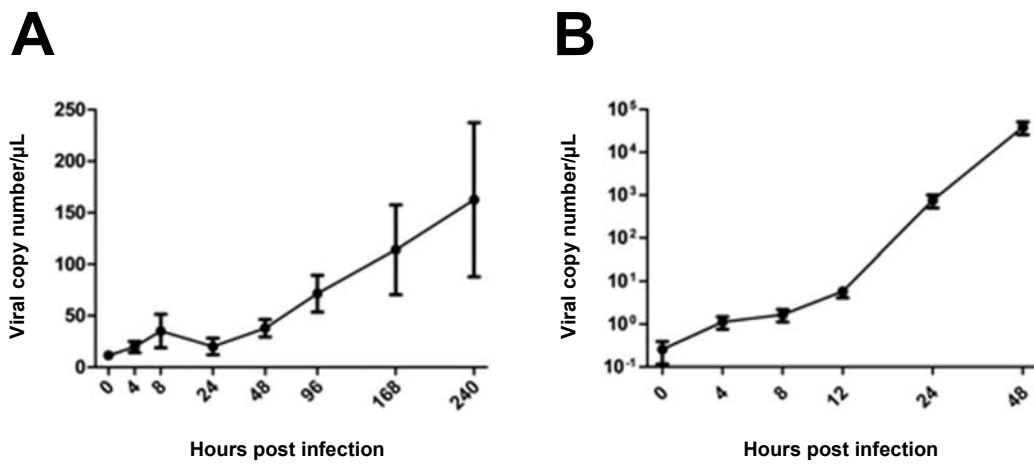 A
Viral copy number/µL
250
200
150
100
50
0
0 4 8 24 48 96 168 240
Hours post infection
B
Viral copy number/µL
10⁵
10⁴
10³
10²
10¹
10⁰
10⁻¹
0 4 8 12 24 48
Hours post infection